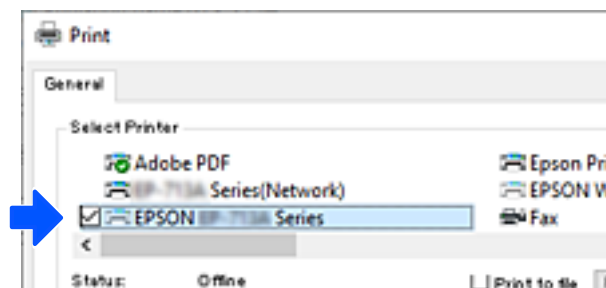 Print
General
Select Printer
Adobe PDF
Epson Pri
Series(Network)
EPSON W
EPSON Series
Fax
Status: Offline
Print to file